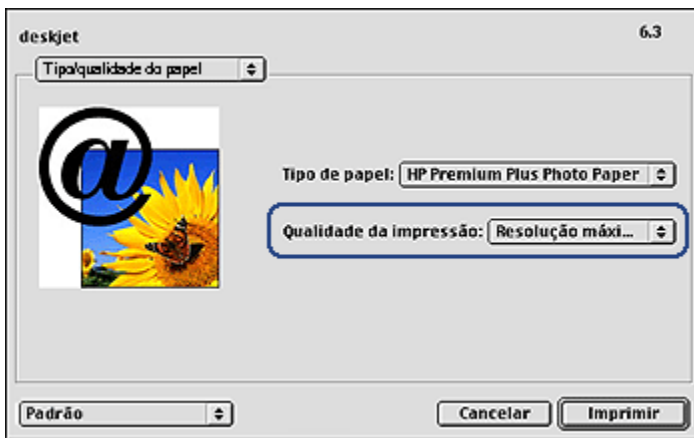 deskjet 6.3
Tipo/qualidade do papel
@
Tipo de papel: HP Premium Plus Photo Paper
Qualidade da impressão: Resolução máxi...
Padrão Cancelar Imprimir